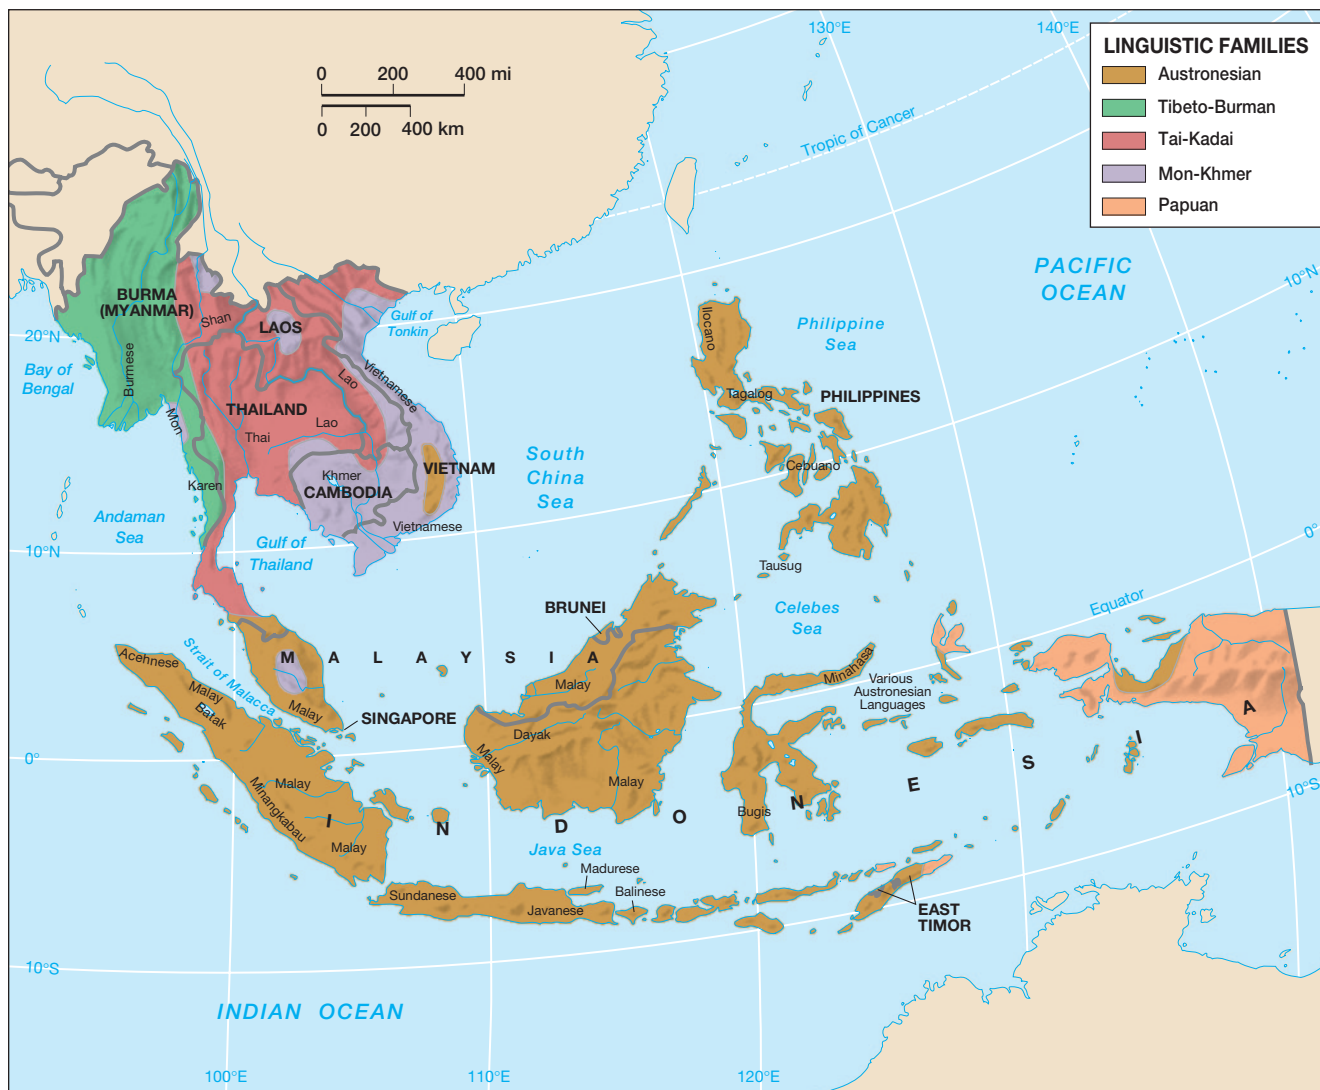 130°E
140°E
LINGUISTIC FAMILIES
Austronesian
Tibeto-Burman
Tai-Kadai
Mon-Khmer
Papuan
0 200 400 mi
0 200 400 km
Tropic of Cancer
PACIFIC
OCEAN
10°N
BURMA
(MYANMAR)
Shan
LAOS
Gulf of
Tonkin
20°N
Bay of
Bengal
Burmese
Mon
THAILAND
Thai
Lao
Lao
Vietnamese
Ilocano
Philippine
Sea
Tagalog
PHILIPPINES
Cebuano
South
China
Sea
VIETNAM
Khmer
CAMBODIA
Karen
Vietnamese
Andaman
Sea
10°N
Gulf of
Thailand
Tausug
0°
Equator
BRUNEI
Celebes
Sea
Strait of Malacca
MALAYSIA
Acehnese
Malay
Batak
Malay
Malay
Minahasa
Various
Austronesian
Languages
SINGAPORE
Dayak
Malay
Malay
0°
Malay
Minangkabau
Malay
Bugis
INDONESIA
10°S
Java Sea
Madurese
Balinese
Sundanese
Javanese
EAST
TIMOR
10°S
INDIAN OCEAN
100°E
110°E
120°E